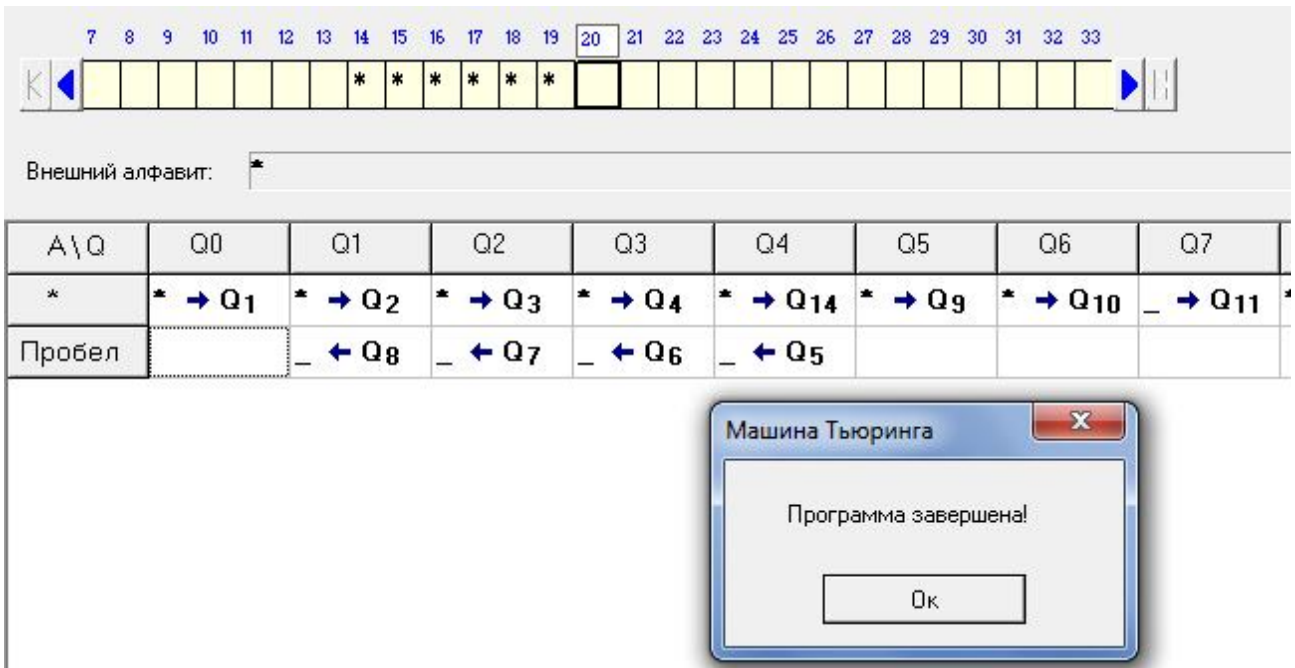 7 8 9 10 11 12 13 14 15 16 17 18 19 20 21 22 23 24 25 26 27 28 29 30 31 32 33
* * * * * *
Внешний алфавит: *
A\Q Q0 Q1 Q2 Q3 Q4 Q5 Q6 Q7
* * → Q1 * → Q2 * → Q3 * → Q4 * → Q14 * → Q9 * → Q10 _ → Q11 *
Пробел _ ← Q8 _ ← Q7 _ ← Q6 _ ← Q5
Машина Тьюринга
Программа завершена!
Ок